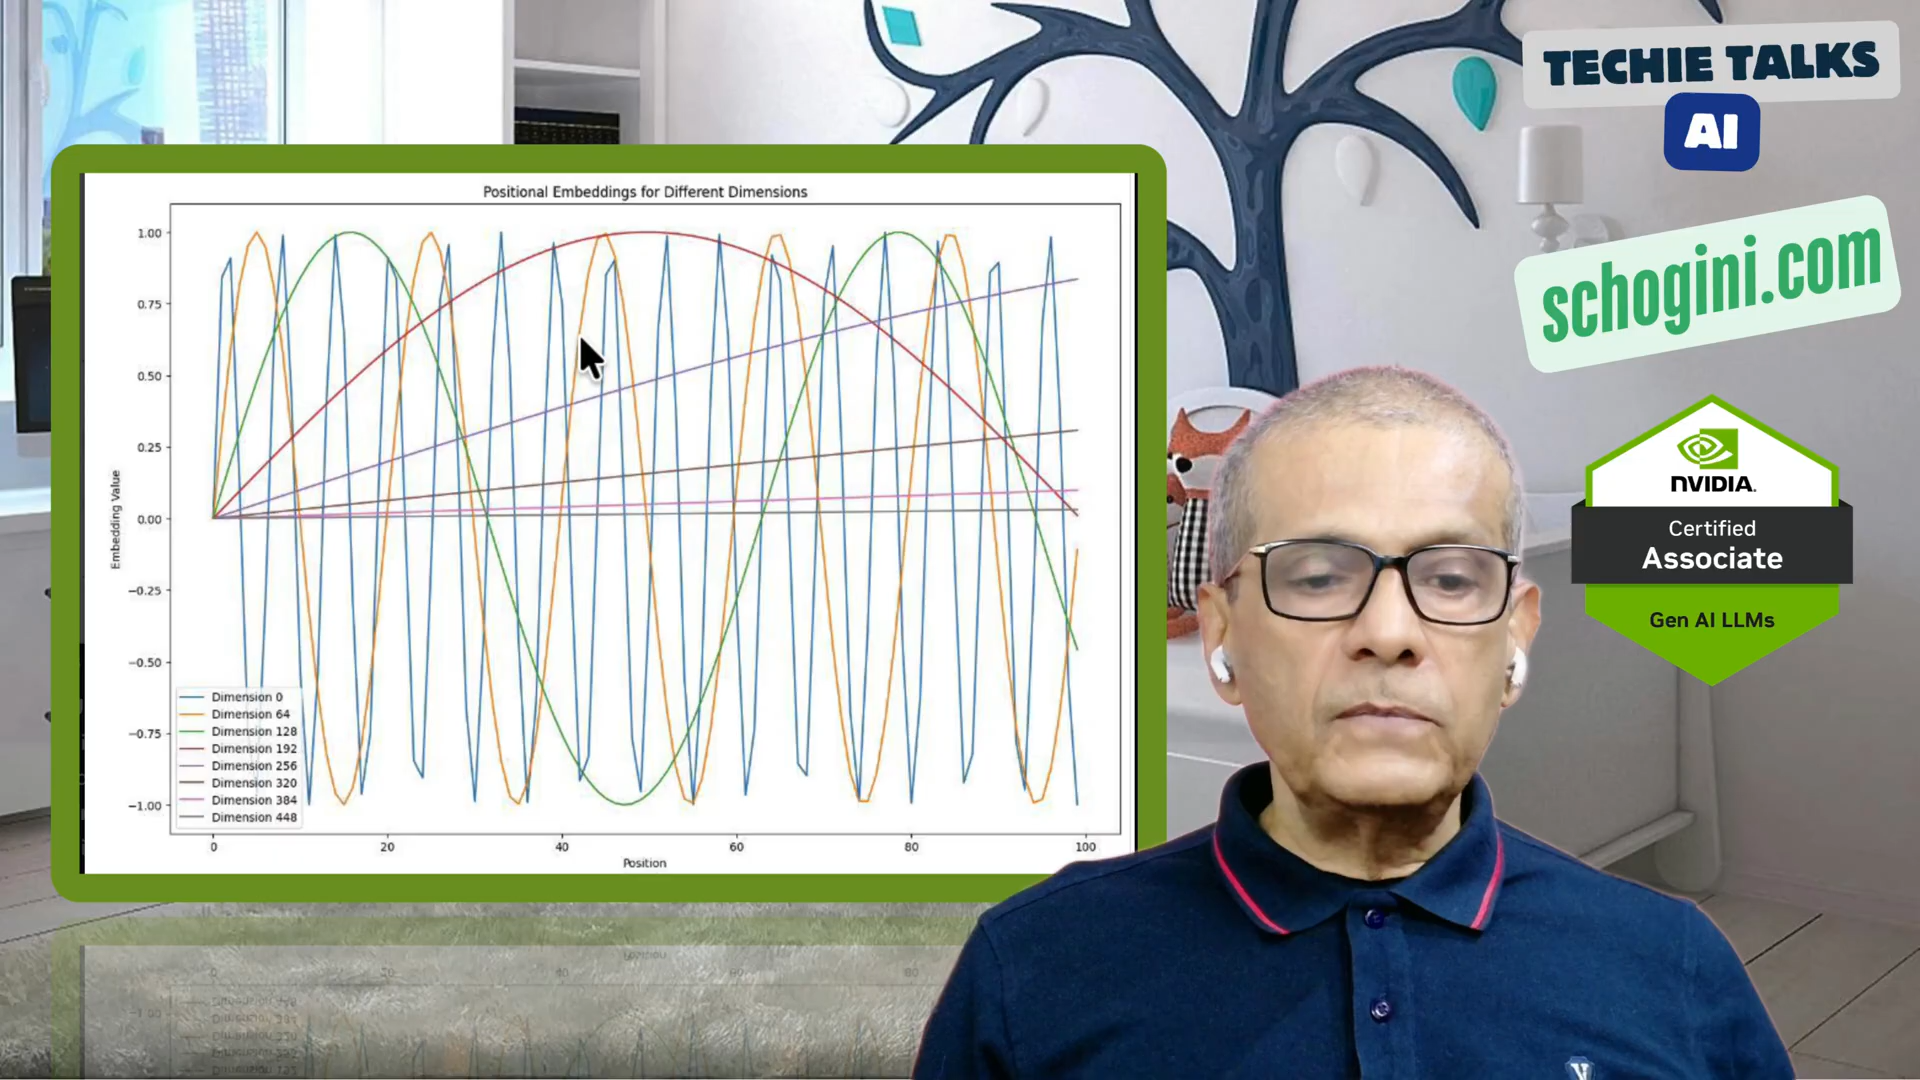 TECHIE TALKS
AI
schogini.com
NVIDIA.
Certified
Associate
Gen AI LLMs
Positional Embeddings for Different Dimensions
1.00
0.75
0.50
0.25
0.00
−0.25
−0.50
−0.75
−1.00
Embedding Value
Dimension 0
Dimension 64
Dimension 128
Dimension 192
Dimension 256
Dimension 320
Dimension 384
Dimension 448
0 20 40 60 80 100
Position